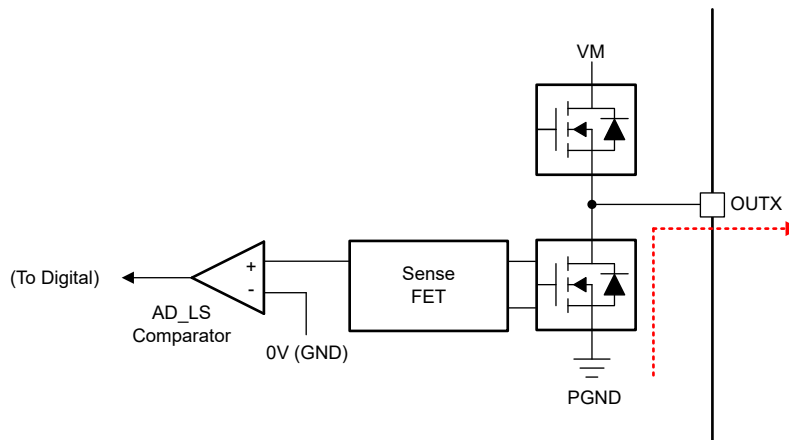 VM
OUTX
+
-
Sense
FET
(To Digital)
AD_LS
Comparator
0V (GND)
PGND